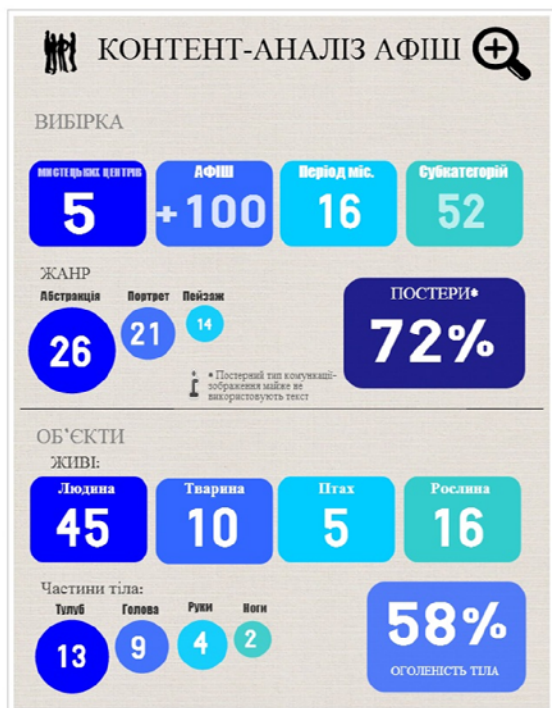 КОНТЕНТ-АНАЛІЗ АФІШ
ВИБІРКА
МИСТЕЦЬКИХ ЦЕНТРІВ АФІШ Період міс. Субкатегорій
5 +100 16 52
ЖАНР
Абстракція Портрет Пейзаж
26 21 14
ПОСТЕРИ*
72%
* Постерний тип комункації-
зображення майже не
використовують текст
ОБ'ЄКТИ
ЖИВІ:
Людина Тварина Птах Рослина
45 10 5 16
Частини тіла:
Тулуб Голова Руки Ноги
13 9 4 2
58%
ОГОЛЕНІСТЬ ТІЛА